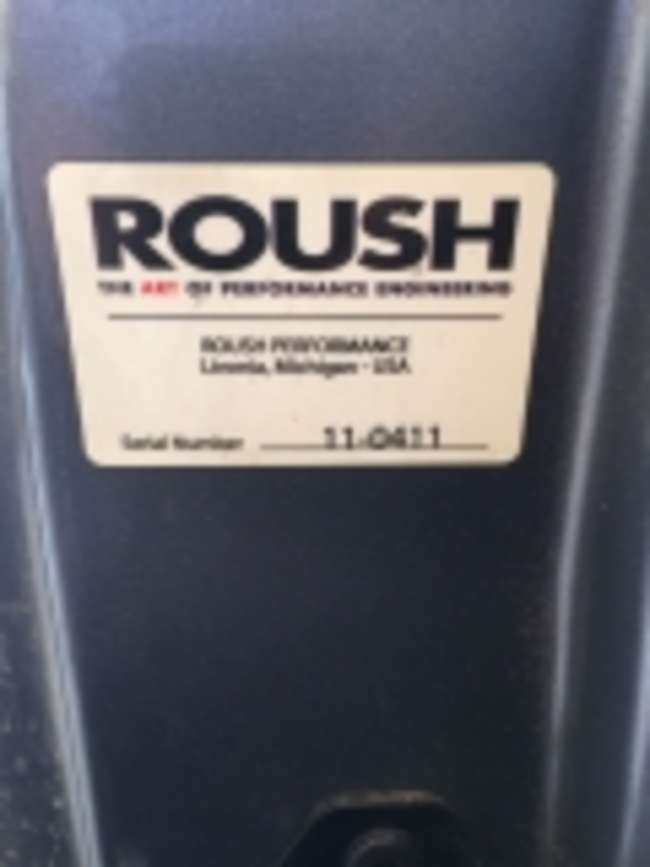 ROUSH
THE ART OF PERFORMANCE ENGINEERING
ROUSH PERFORMANCE
Livonia, Michigan - USA
Serial Number 11-0411